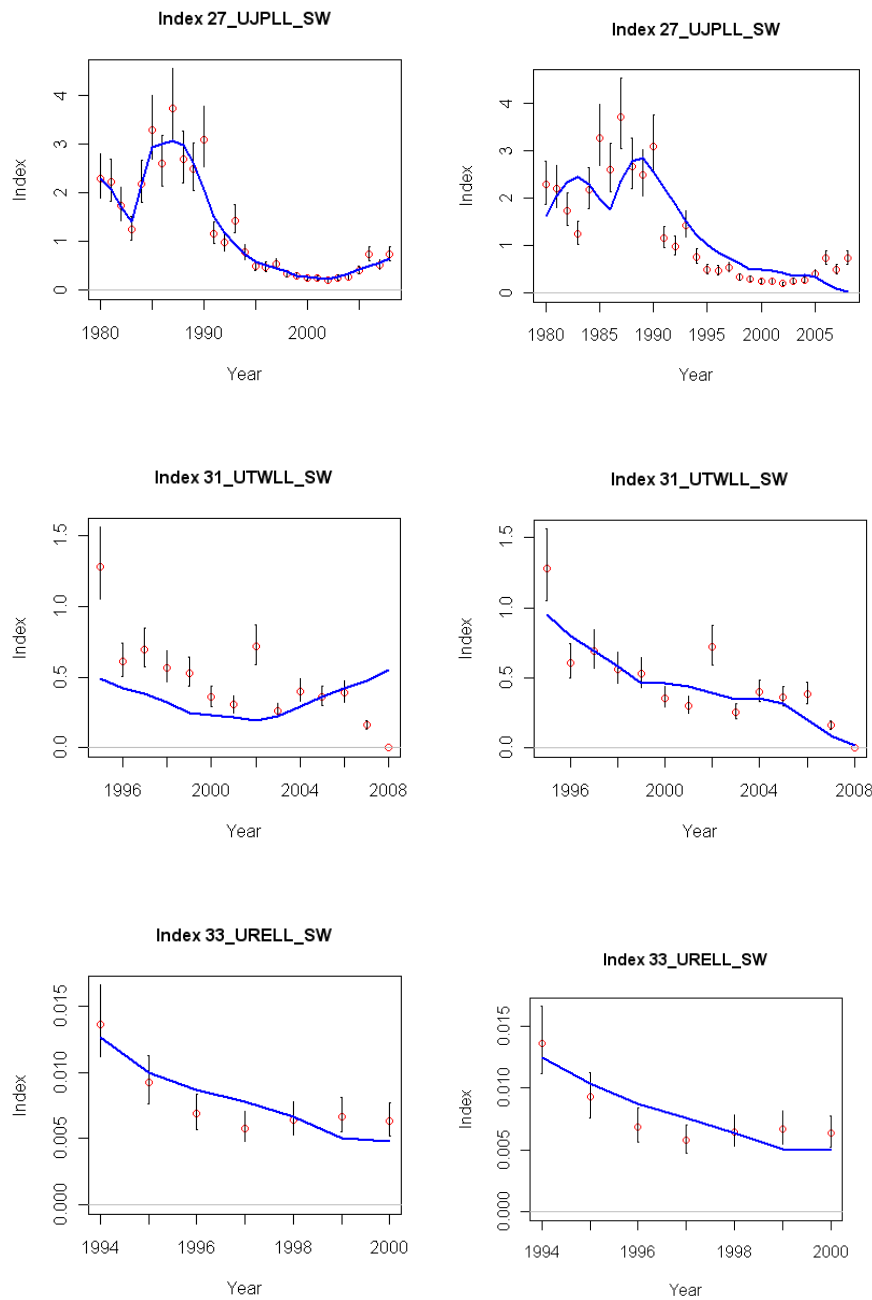 Index 27_UJPLL_SW
Index
4
3
2
1
0
1980
1990
2000
Year
Index 27_UJPLL_SW
Index
4
3
2
1
0
1980
1985
1990
1995
2000
2005
Year
Index 31_UTWLL_SW
Index
1.5
1.0
0.5
0.0
1996
2000
2004
2008
Year
Index 31_UTWLL_SW
Index
1.5
1.0
0.5
0.0
1996
2000
2004
2008
Year
Index 33_URELL_SW
Index
0.015
0.010
0.005
0.000
1994
1996
1998
2000
Year
Index 33_URELL_SW
Index
0.015
0.010
0.005
0.000
1994
1996
1998
2000
Year